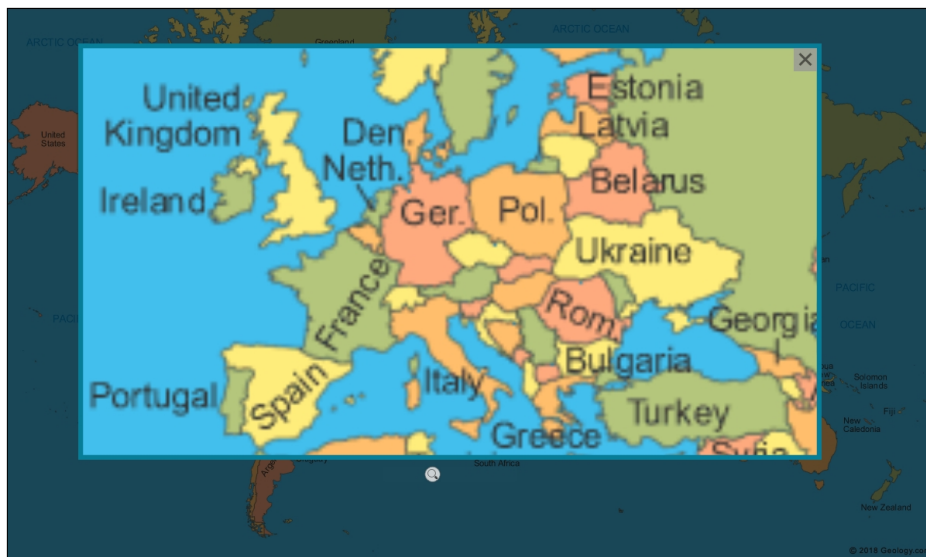 ARCTIC OCEAN
Greenland
ARCTIC OCEAN
United
States
United
Kingdom
Ireland
Den.
Neth.
Ger.
Pol.
Estonia
Latvia
Belarus
Ukraine
France
Rom.
Georgia
Bulgaria
Portugal
Spain
Italy
Greece
Turkey
Syria
PACIFIC
OCEAN
Solomon
Islands
Fiji
New
Caledonia
South Africa
New Zealand